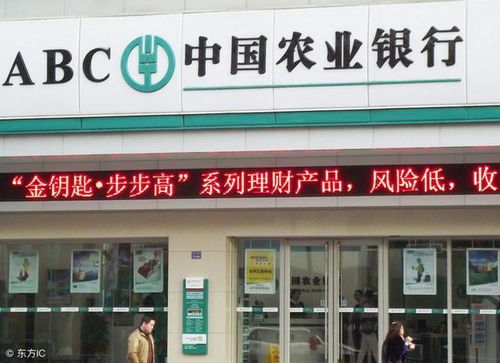 ABC 中国农业银行
“金钥匙·步步高”系列理财产品，风险低，收
© 东方IC